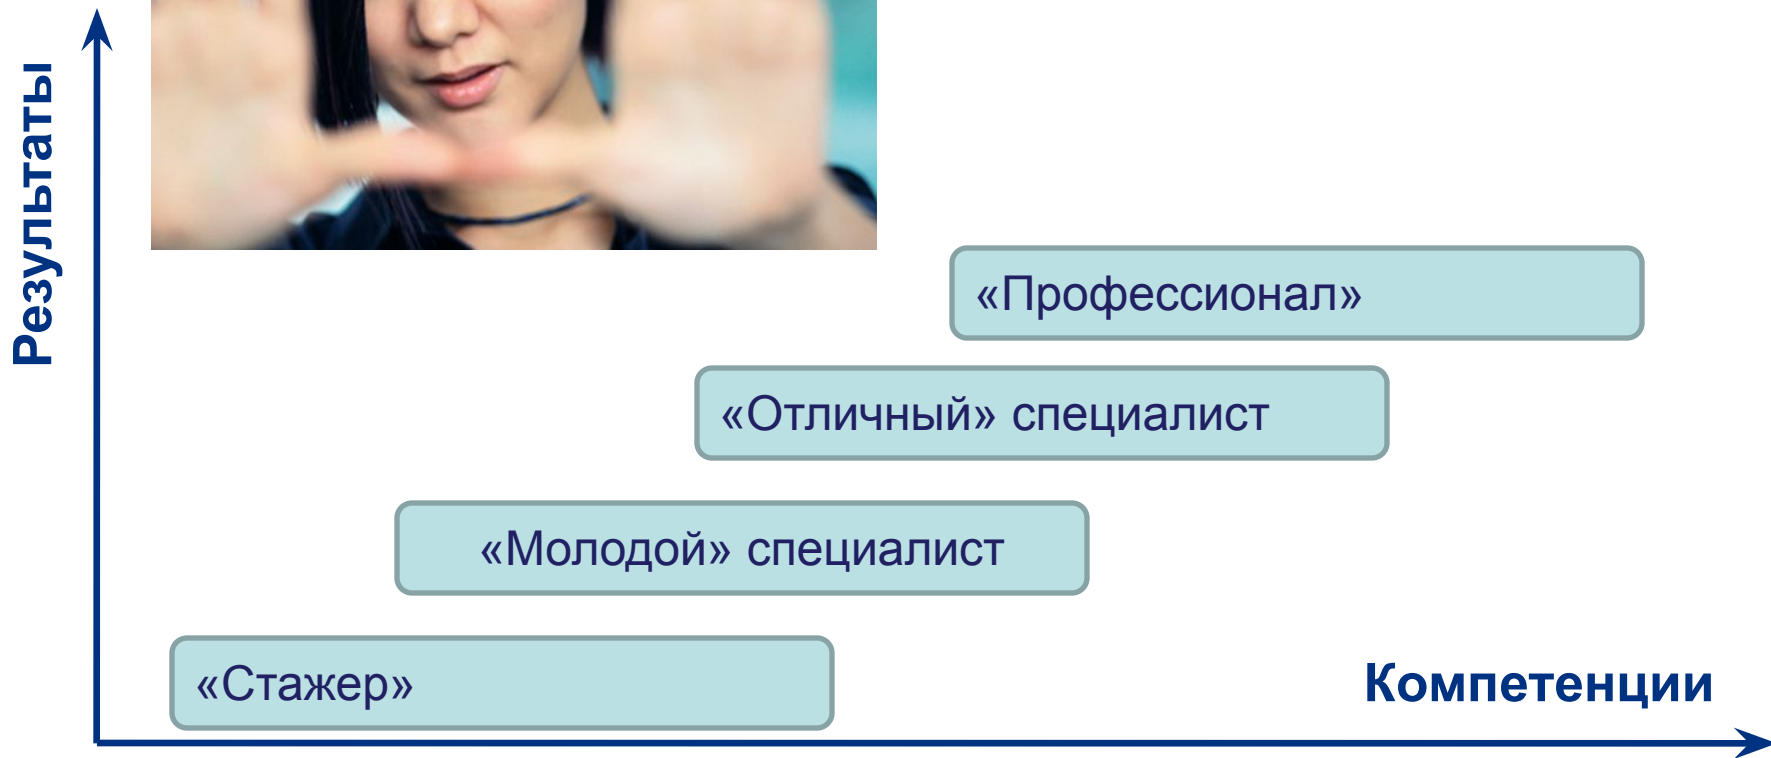 Результаты
«Профессионал»
«Отличный» специалист
«Молодой» специалист
«Стажер»
Компетенции